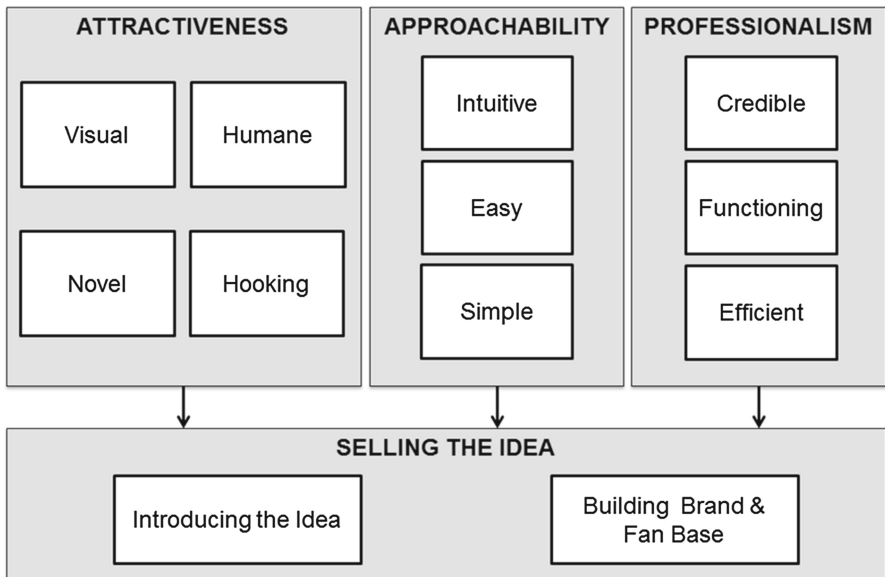 ATTRACTIVENESS
Visual
Humane
Novel
Hooking
APPROACHABILITY
Intuitive
Easy
Simple
PROFESSIONALISM
Credible
Functioning
Efficient
SELLING THE IDEA
Introducing the Idea
Building Brand &
Fan Base